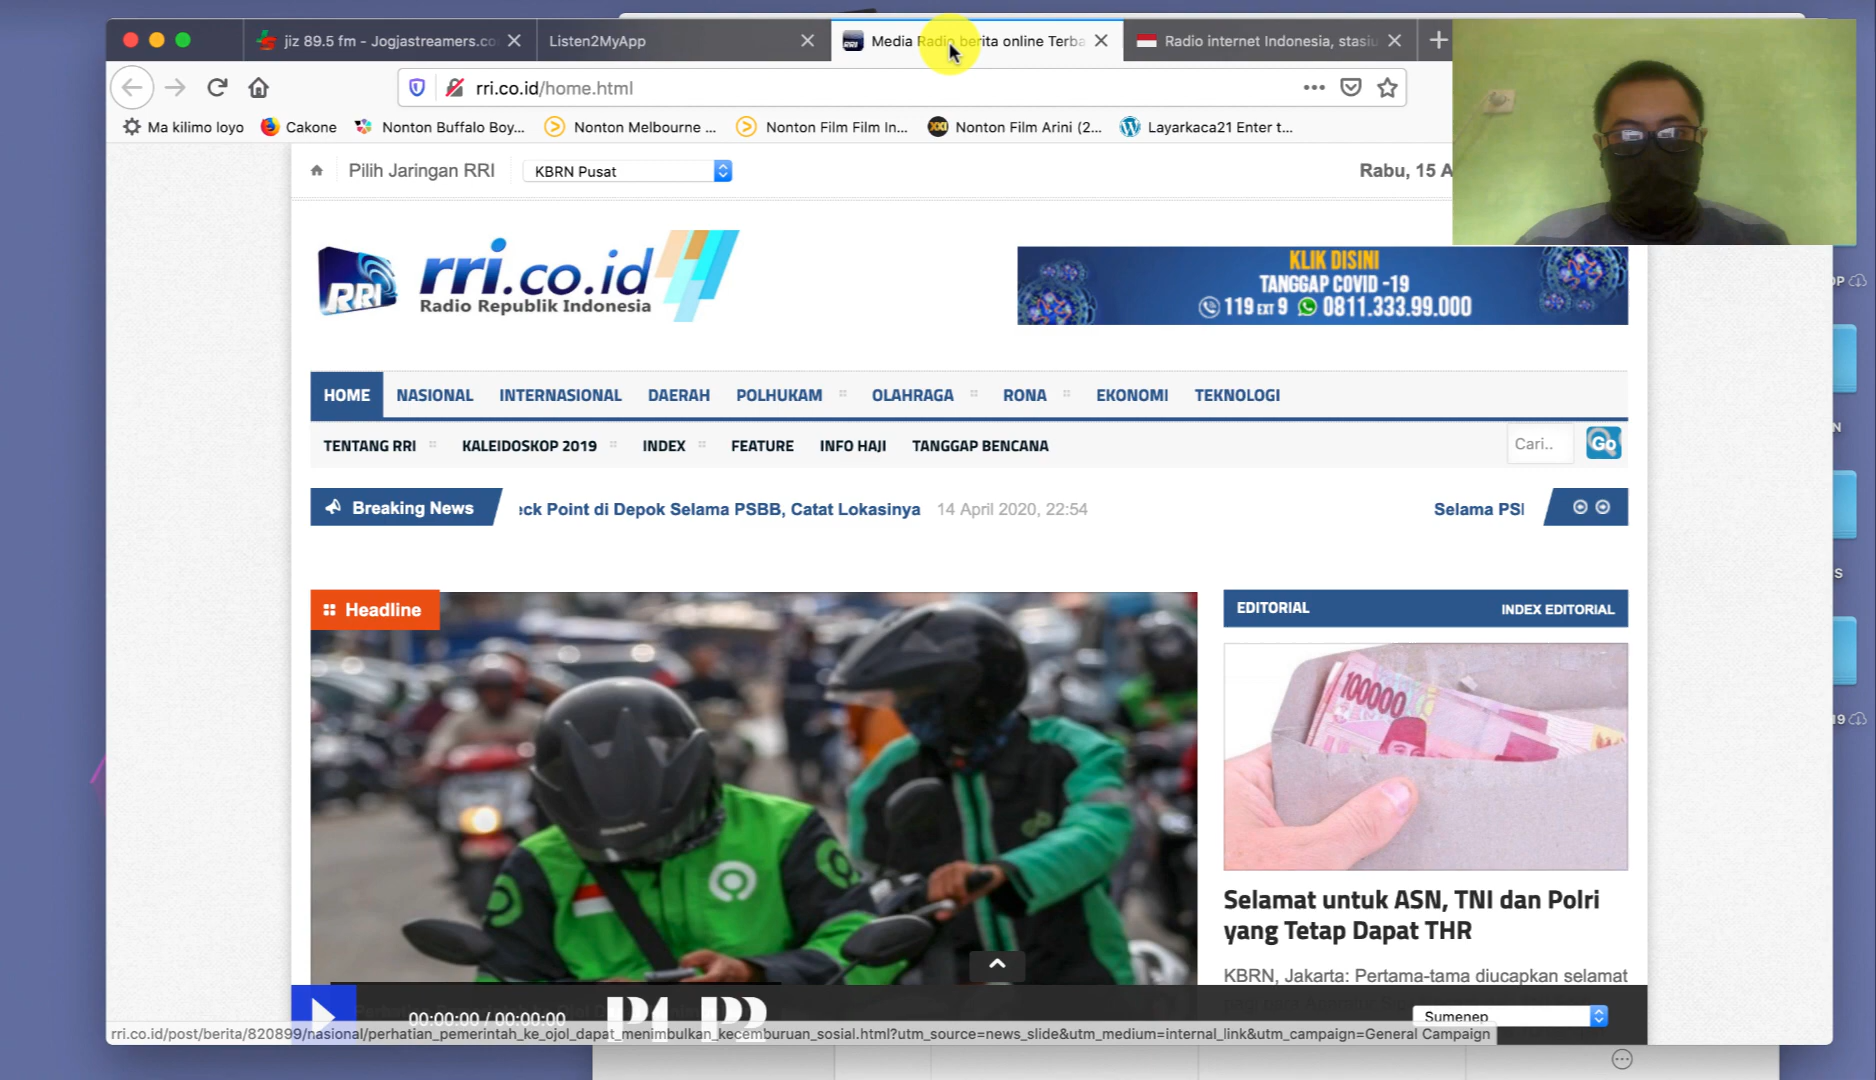 jiz 89.5 fm - Jogjastreamers.co
Listen2MyApp
Media Radio berita online Terba
Radio internet Indonesia, stasiu
rri.co.id/home.html
Ma kilimo loyo
Cakone
Nonton Buffalo Boy...
Nonton Melbourne ...
Nonton Film Film In...
XXI
Nonton Film Arini (2...
Layarkaca21 Enter t...
Pilih Jaringan RRI
KBRN Pusat
Rabu, 15 A
RRI
rri.co.id
Radio Republik Indonesia
KLIK DISINI
TANGGAP COVID -19
119 EXT 9 0811.333.99.000
HOME
NASIONAL
INTERNASIONAL
DAERAH
POLHUKAM
OLAHRAGA
RONA
EKONOMI
TEKNOLOGI
TENTANG RRI
KALEIDOSKOP 2019
INDEX
FEATURE
INFO HAJI
TANGGAP BENCANA
Cari..
Go
Breaking News
eck Point di Depok Selama PSBB, Catat Lokasinya
14 April 2020, 22:54
Selama PSI
Headline
EDITORIAL
INDEX EDITORIAL
100000
HONDA
Selamat untuk ASN, TNI dan Polri
yang Tetap Dapat THR
KBRN, Jakarta: Pertama-tama diucapkan selamat
00:00:00 / 00:00:00
Sumenep
rri.co.id/post/berita/820899/nasional/perhatian_pemerintah_ke_ojol_dapat_menimbulkan_kecemburuan_sosial.html?utm_source=news_slide&utm_medium=internal_link&utm_campaign=General Campaign
OP
N
S
19